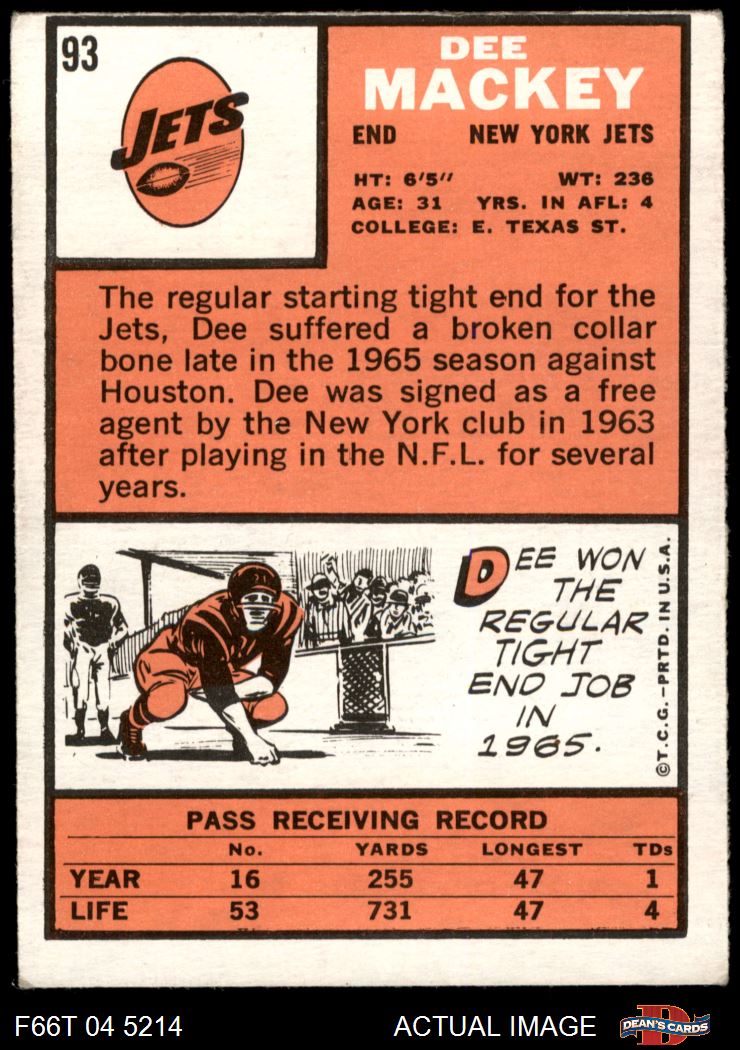 93
JETS
DEE
MACKEY
END NEW YORK JETS
HT: 6'5" WT: 236
AGE: 31 YRS. IN AFL: 4
COLLEGE: E. TEXAS ST.
The regular starting tight end for the
Jets, Dee suffered a broken collar
bone late in the 1965 season against
Houston. Dee was signed as a free
agent by the New York club in 1963
after playing in the N.F.L. for several
years.
DEE WON
THE
REGULAR
TIGHT
END JOB
IN
1965.
©T.C.G.–PRTD. IN U.S.A.
PASS RECEIVING RECORD
No. YARDS LONGEST TDs
YEAR 16 255 47 1
LIFE 53 731 47 4
F66T 04 5214 ACTUAL IMAGE D DEAN'S CARDS